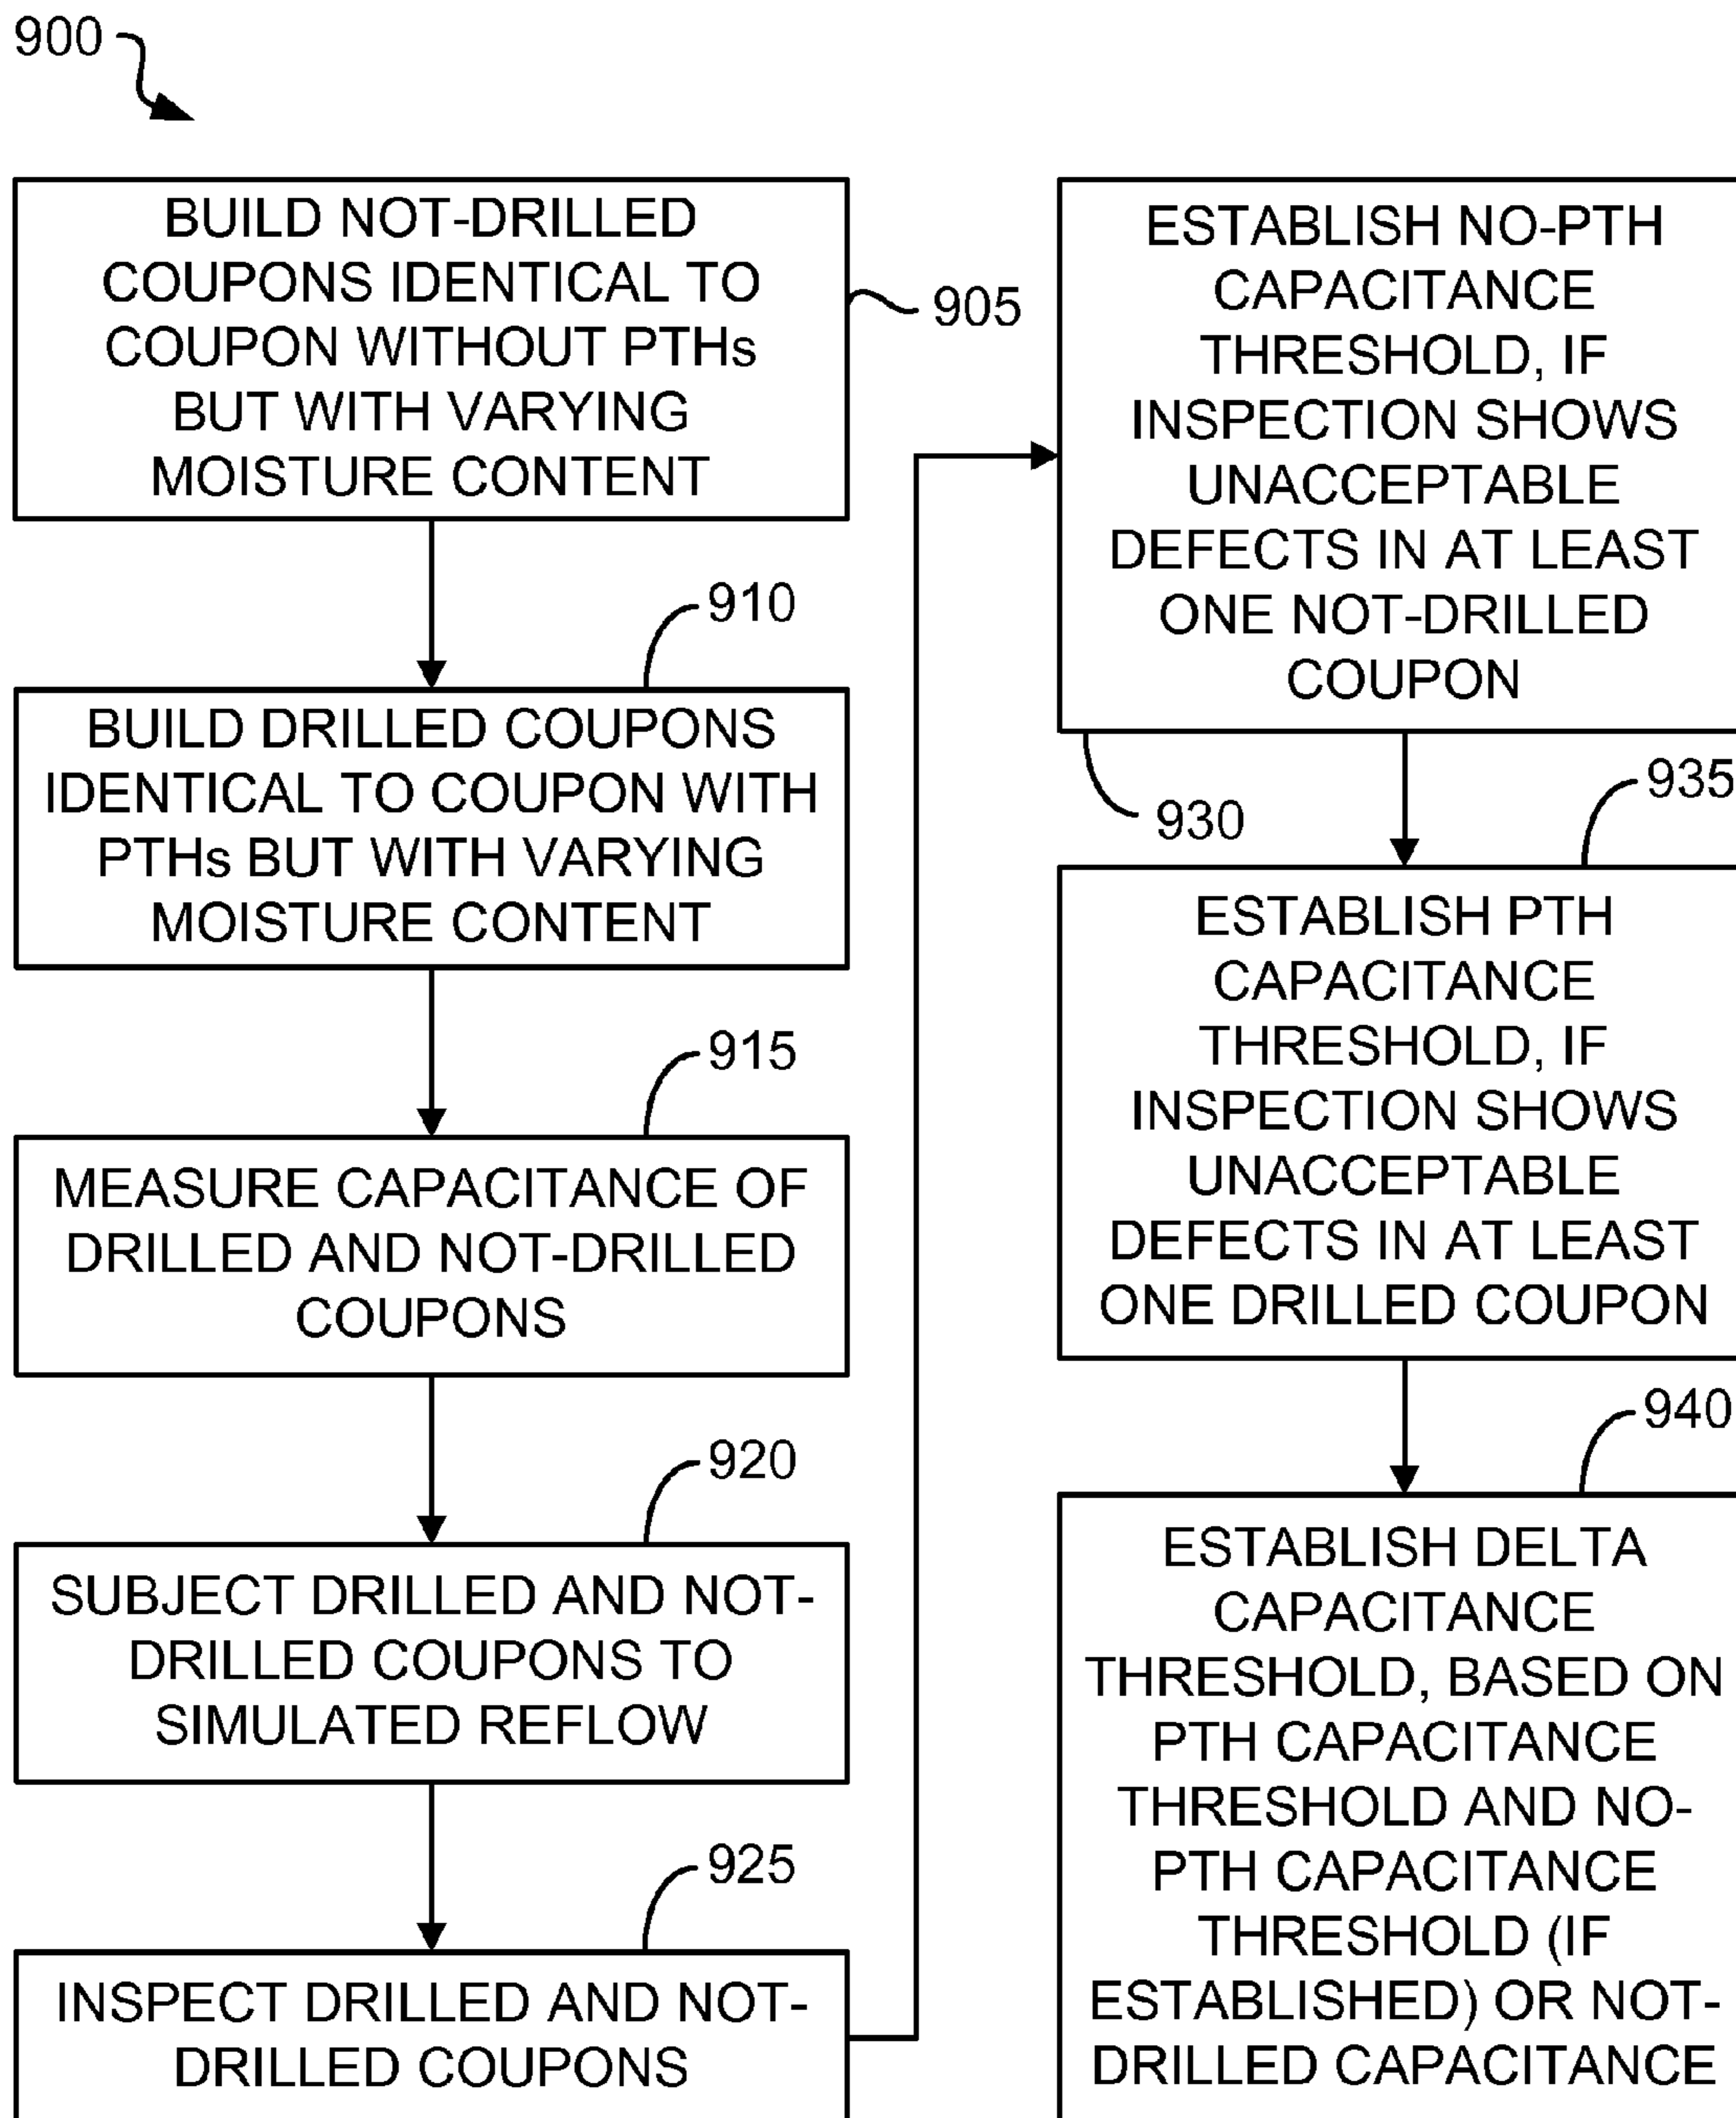 900
BUILD NOT-DRILLED
COUPONS IDENTICAL TO
COUPON WITHOUT PTHs
BUT WITH VARYING
MOISTURE CONTENT
905
910
BUILD DRILLED COUPONS
IDENTICAL TO COUPON WITH
PTHs BUT WITH VARYING
MOISTURE CONTENT
915
MEASURE CAPACITANCE OF
DRILLED AND NOT-DRILLED
COUPONS
920
SUBJECT DRILLED AND NOT-
DRILLED COUPONS TO
SIMULATED REFLOW
925
INSPECT DRILLED AND NOT-
DRILLED COUPONS
ESTABLISH NO-PTH
CAPACITANCE
THRESHOLD, IF
INSPECTION SHOWS
UNACCEPTABLE
DEFECTS IN AT LEAST
ONE NOT-DRILLED
COUPON
930
935
ESTABLISH PTH
CAPACITANCE
THRESHOLD, IF
INSPECTION SHOWS
UNACCEPTABLE
DEFECTS IN AT LEAST
ONE DRILLED COUPON
940
ESTABLISH DELTA
CAPACITANCE
THRESHOLD, BASED ON
PTH CAPACITANCE
THRESHOLD AND NO-
PTH CAPACITANCE
THRESHOLD (IF
ESTABLISHED) OR NOT-
DRILLED CAPACITANCE